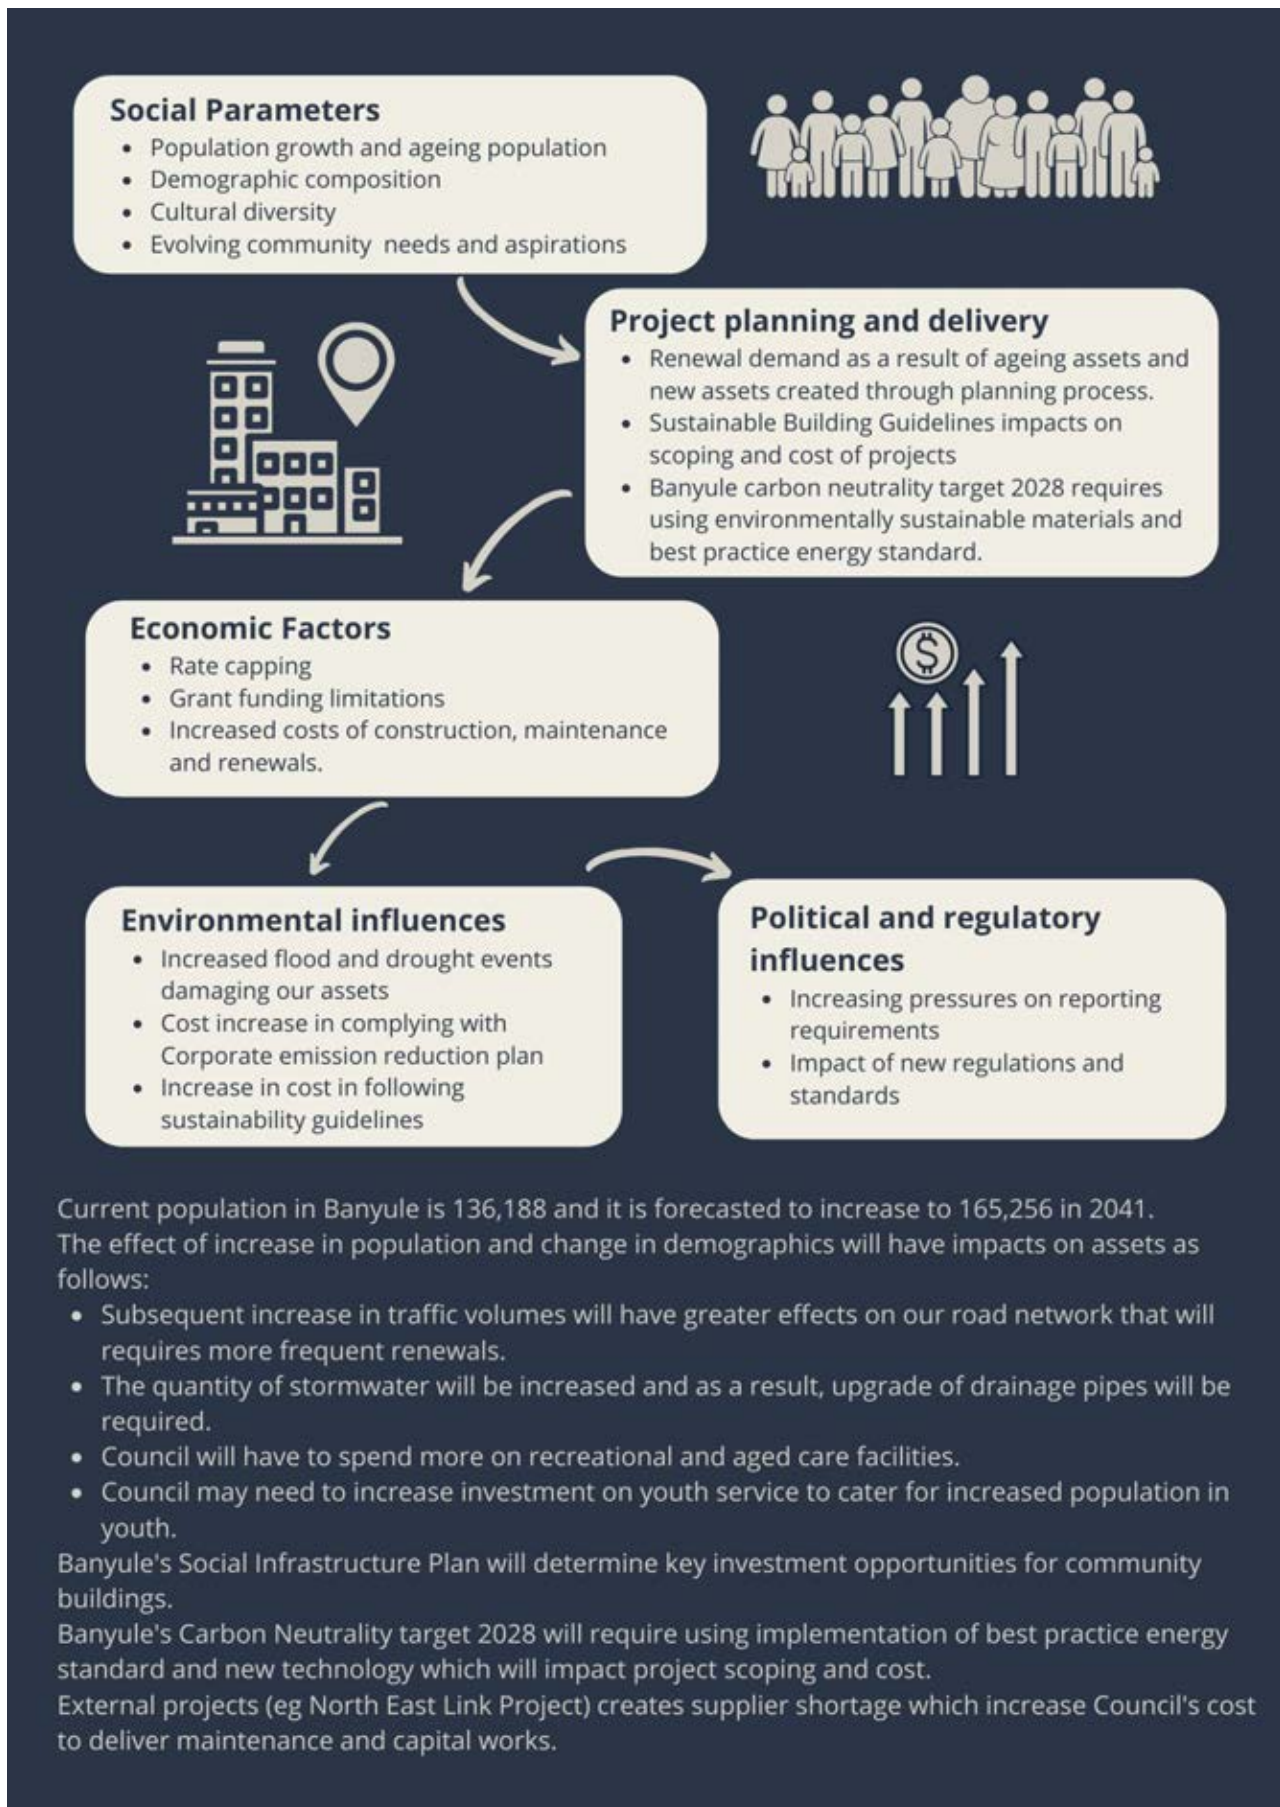 Social Parameters
• Population growth and ageing population
• Demographic composition
• Cultural diversity
• Evolving community needs and aspirations
Project planning and delivery
• Renewal demand as a result of ageing assets and
new assets created through planning process.
• Sustainable Building Guidelines impacts on
scoping and cost of projects
• Banyule carbon neutrality target 2028 requires
using environmentally sustainable materials and
best practice energy standard.
Economic Factors
• Rate capping
• Grant funding limitations
• Increased costs of construction, maintenance
and renewals.
$
Environmental influences
• Increased flood and drought events
damaging our assets
• Cost increase in complying with
Corporate emission reduction plan
• Increase in cost in following
sustainability guidelines
Political and regulatory
influences
• Increasing pressures on reporting
requirements
• Impact of new regulations and
standards
Current population in Banyule is 136,188 and it is forecasted to increase to 165,256 in 2041.
The effect of increase in population and change in demographics will have impacts on assets as
follows:
• Subsequent increase in traffic volumes will have greater effects on our road network that will
requires more frequent renewals.
• The quantity of stormwater will be increased and as a result, upgrade of drainage pipes will be
required.
• Council will have to spend more on recreational and aged care facilities.
• Council may need to increase investment on youth service to cater for increased population in
youth.
Banyule's Social Infrastructure Plan will determine key investment opportunities for community
buildings.
Banyule's Carbon Neutrality target 2028 will require using implementation of best practice energy
standard and new technology which will impact project scoping and cost.
External projects (eg North East Link Project) creates supplier shortage which increase Council's cost
to deliver maintenance and capital works.